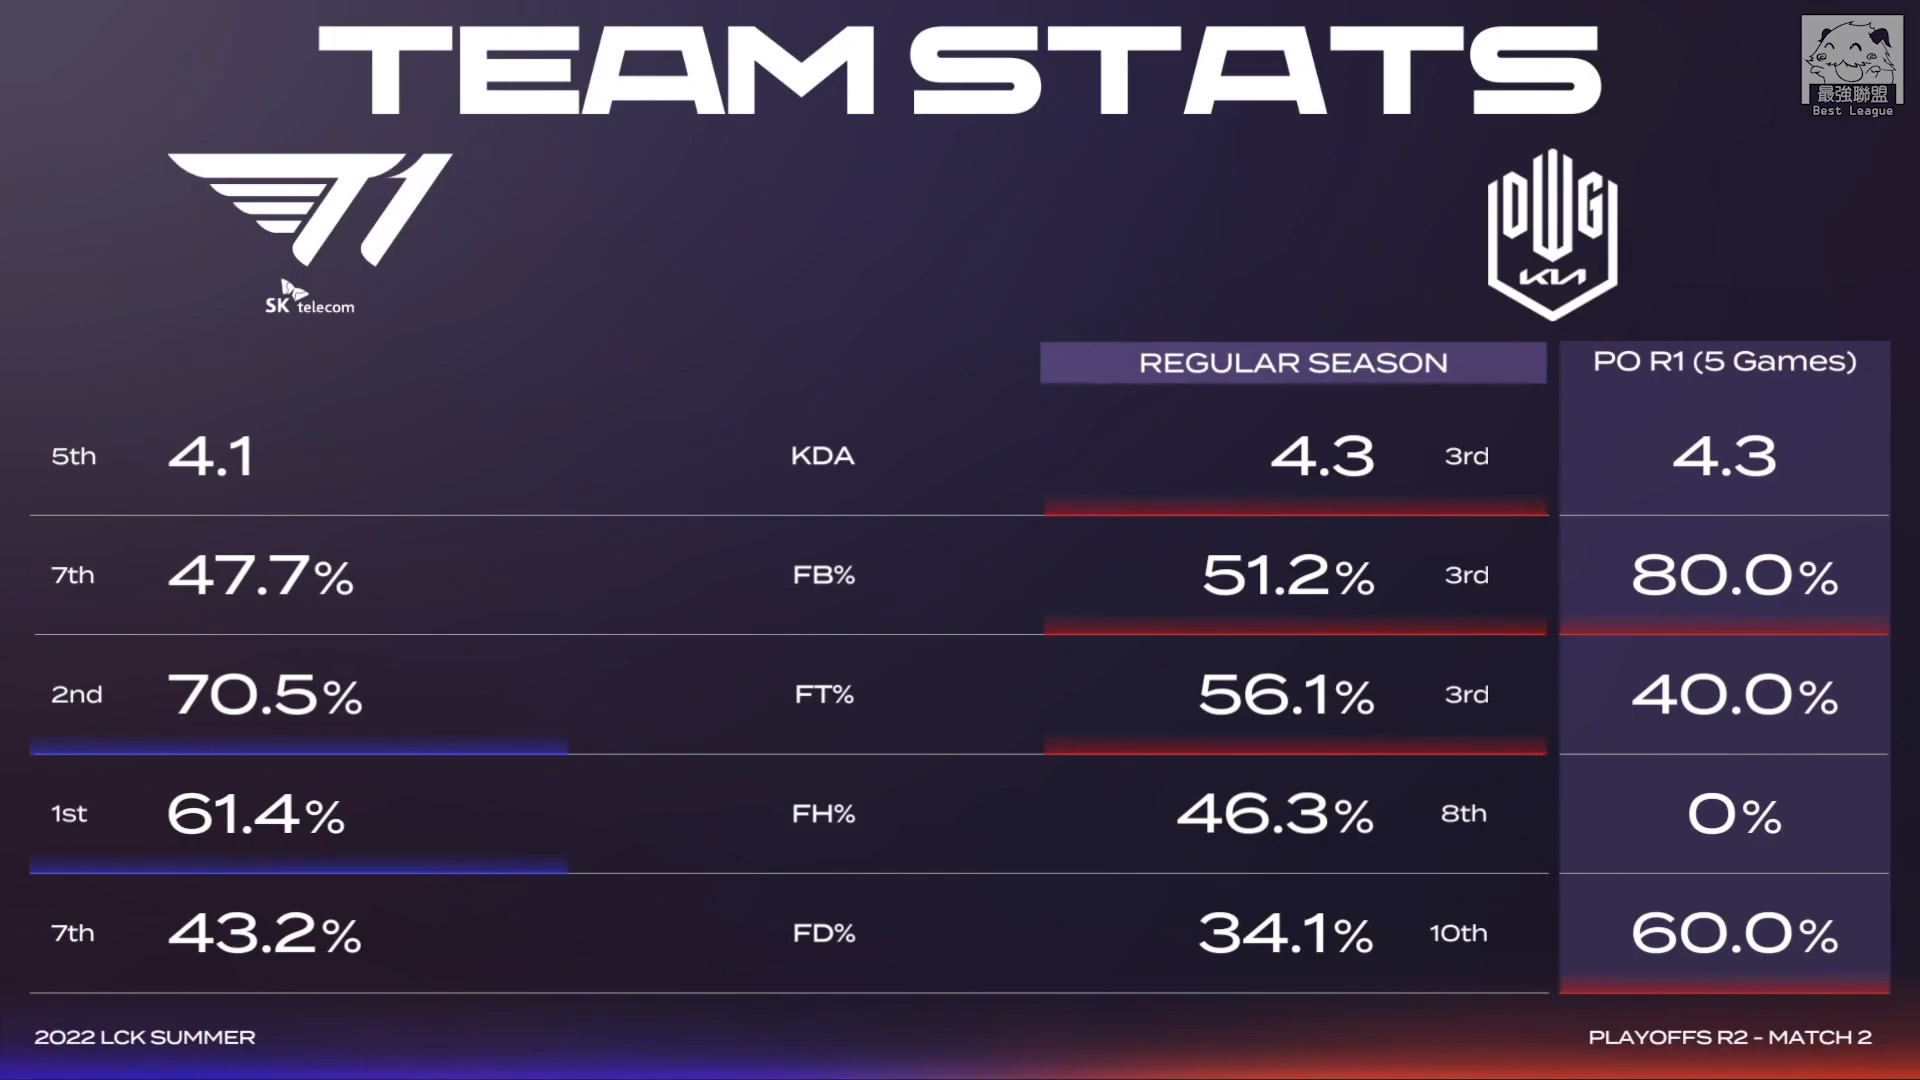 TEAM STATS
最強聯盟
Best League
T1
SK telecom
DWG
KIA
REGULAR SEASON
PO R1 (5 Games)
5th 4.1 KDA 4.3 3rd 4.3
7th 47.7% FB% 51.2% 3rd 80.0%
2nd 70.5% FT% 56.1% 3rd 40.0%
1st 61.4% FH% 46.3% 8th 0%
7th 43.2% FD% 34.1% 10th 60.0%
2022 LCK SUMMER
PLAYOFFS R2 - MATCH 2